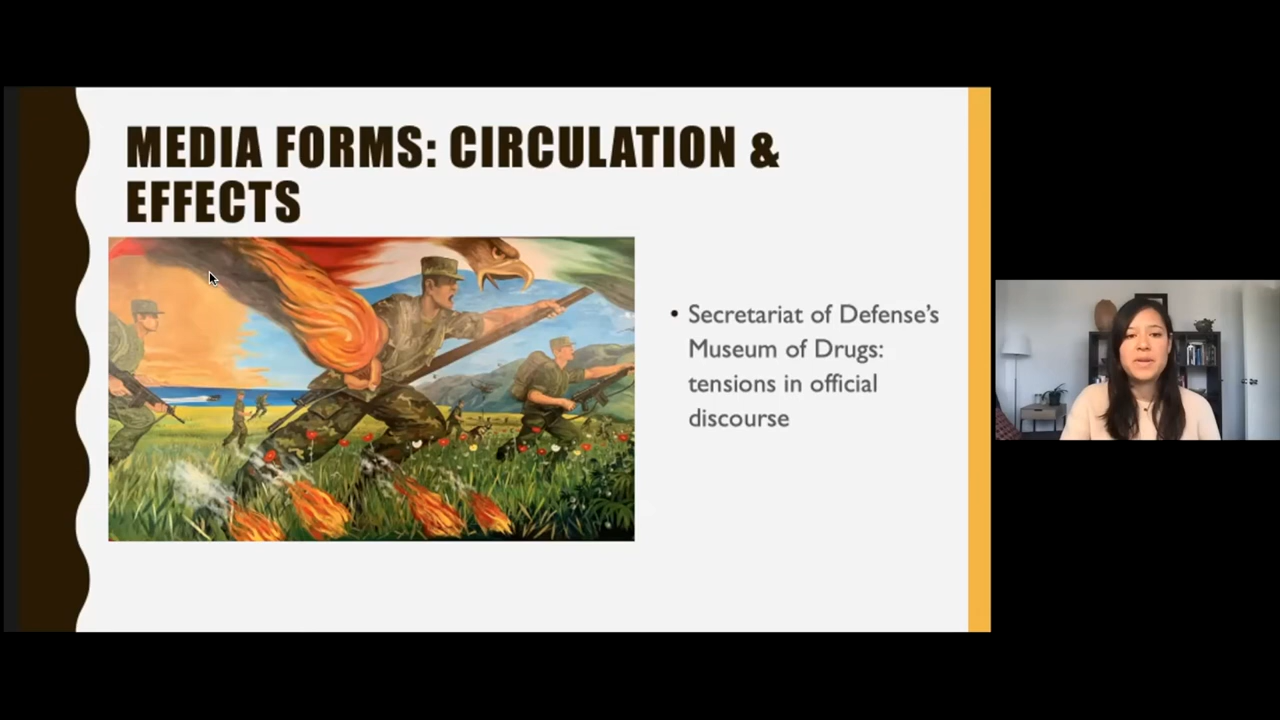 MEDIA FORMS: CIRCULATION &
EFFECTS
• Secretariat of Defense’s
Museum of Drugs:
tensions in official
discourse